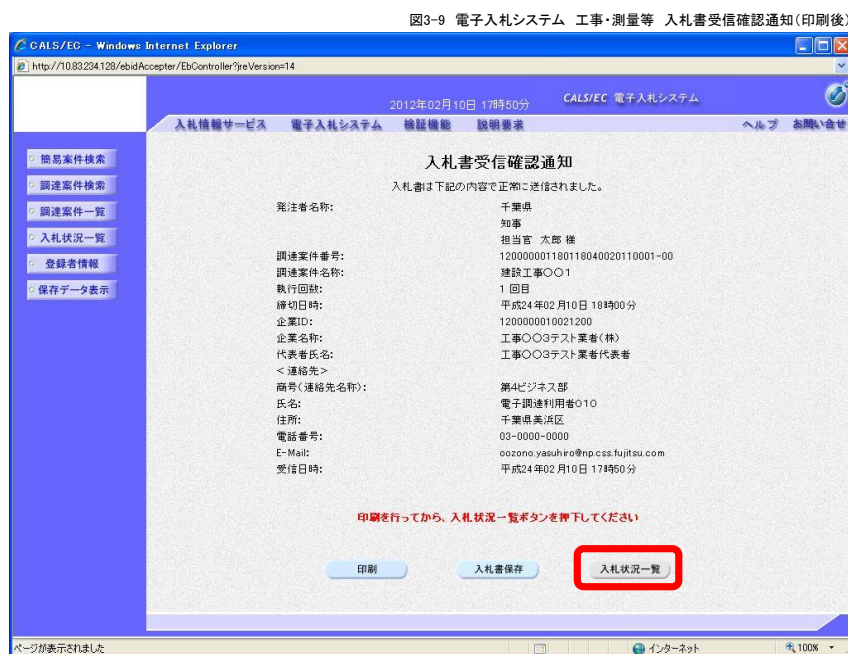 図3-9 電子入札システム 工事・測量等 入札書受信確認通知(印刷後)
CALS/EC - Windows Internet Explorer
http://10.83.234.128/ebidAccepter/EbController?jreVersion=14
2012年02月10日 17時50分
CALS/EC 電子入札システム
入札情報サービス 電子入札システム 検証機能 説明要求 ヘルプ お問い合せ
簡易案件検索
調達案件検索
調達案件一覧
入札状況一覧
登録者情報
保存データ表示
入札書受信確認通知
入札書は下記の内容で正常に送信されました。
発注者名称: 千葉県
知事
担当官 太郎 様
調達案件番号: 1200000011801180400201​10001-00
調達案件名称: 建設工事〇〇1
執行回数: 1 回目
締切日時: 平成24年02月10日 18時00分
企業ID: 1200000010021200
企業名称: 工事〇〇3テスト業者(株)
代表者氏名: 工事〇〇3テスト業者代表者
<連絡先>
商号(連絡先名称): 第4ビジネス部
氏名: 電子調達利用者010
住所: 千葉県美浜区
電話番号: 03-0000-0000
E-Mail: oozono.yasuhiro@np.css.fujitsu.com
受信日時: 平成24年02月10日 17時50分
印刷を行ってから、入札状況一覧ボタンを押下してください
印刷 入札書保存 入札状況一覧
ページが表示されました インターネット 100%